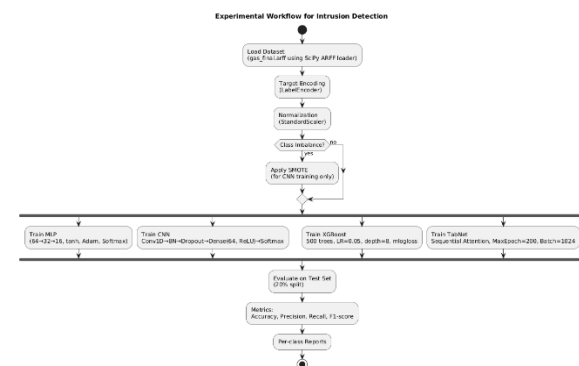 Experimental Workflow for Intrusion Detection
Load Dataset
(gas_final.arff using SciPy ARFF loader)
Target Encoding
(LabelEncoder)
Normalization
(StandardScaler)
Class Imbalance?
no
yes
Apply SMOTE
(for CNN training only)
Train MLP
(64→32→16, tanh, Adam, Softmax)
Train CNN
Conv1D→BN→Dropout→Dense(64, ReLU)→Softmax
Train XGBoost
500 trees, LR=0.05, depth=8, mlogloss
Train TabNet
Sequential Attention, MaxEpoch=200, Batch=1024
Evaluate on Test Set
(20% split)
Metrics:
Accuracy, Precision, Recall, F1-score
Per-class Reports